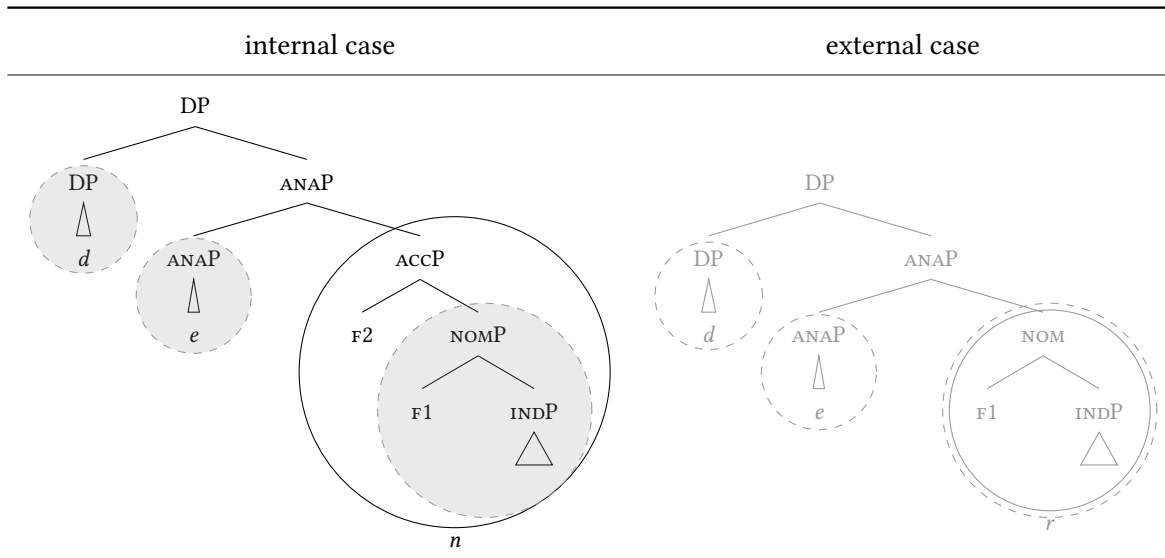 internal case external case
DP
DP ANAP DP
d ANAP ACCP DP ANAP
e F2 NOMP d ANAP NOM
F1 INDP e F1 INDP
n r